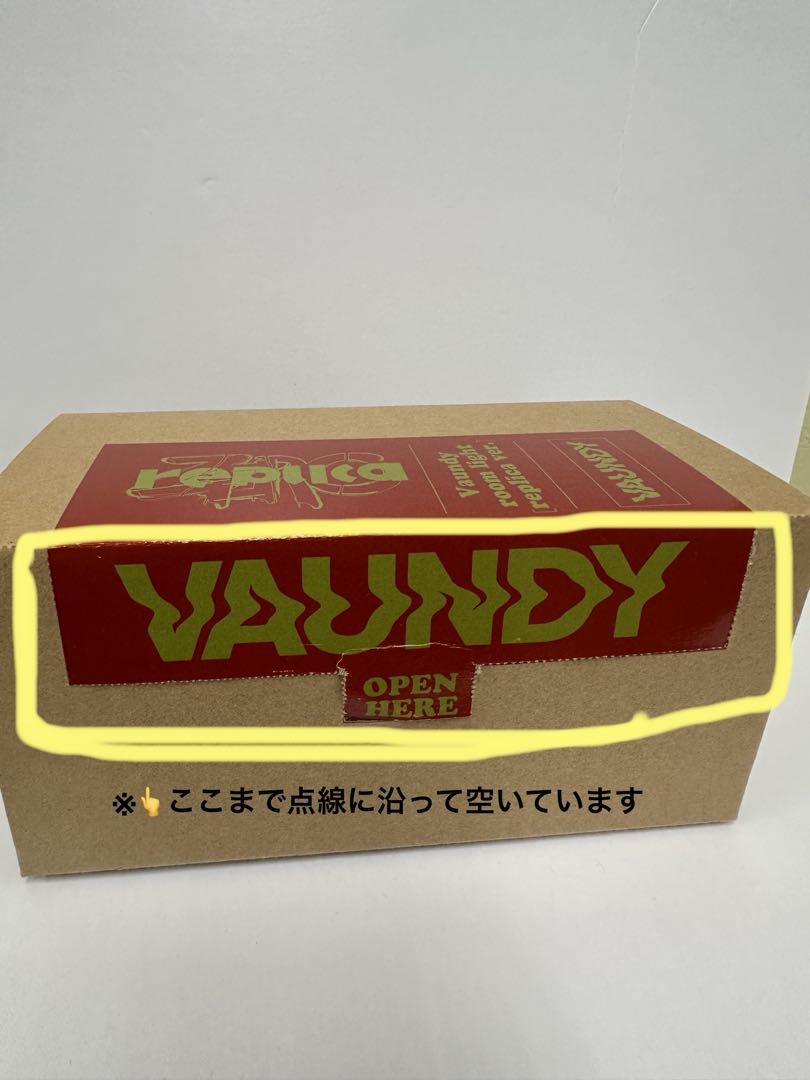 replica
Vaundy
room light
replica ver.
VAUNDY
VAUNDY
OPEN
HERE
※👆ここまで点線に沿って空いています